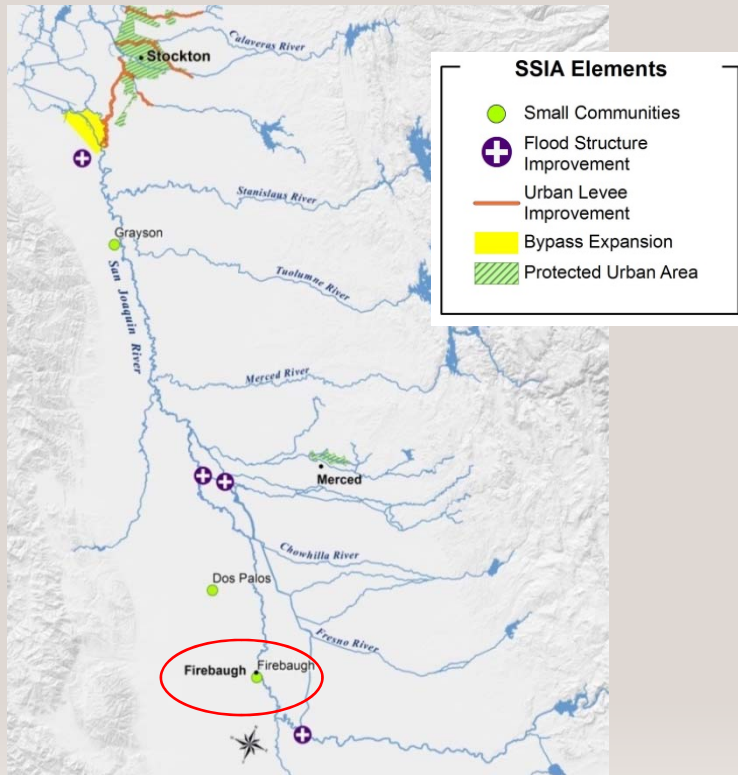 Stockton
Calaveras River
Stanislaus River
Grayson
San Joaquin River
Tuolumne River
Merced River
Merced
Chowhilla River
Dos Palos
Fresno River
Firebaugh
Firebaugh
SSIA Elements
Small Communities
Flood Structure
Improvement
Urban Levee
Improvement
Bypass Expansion
Protected Urban Area